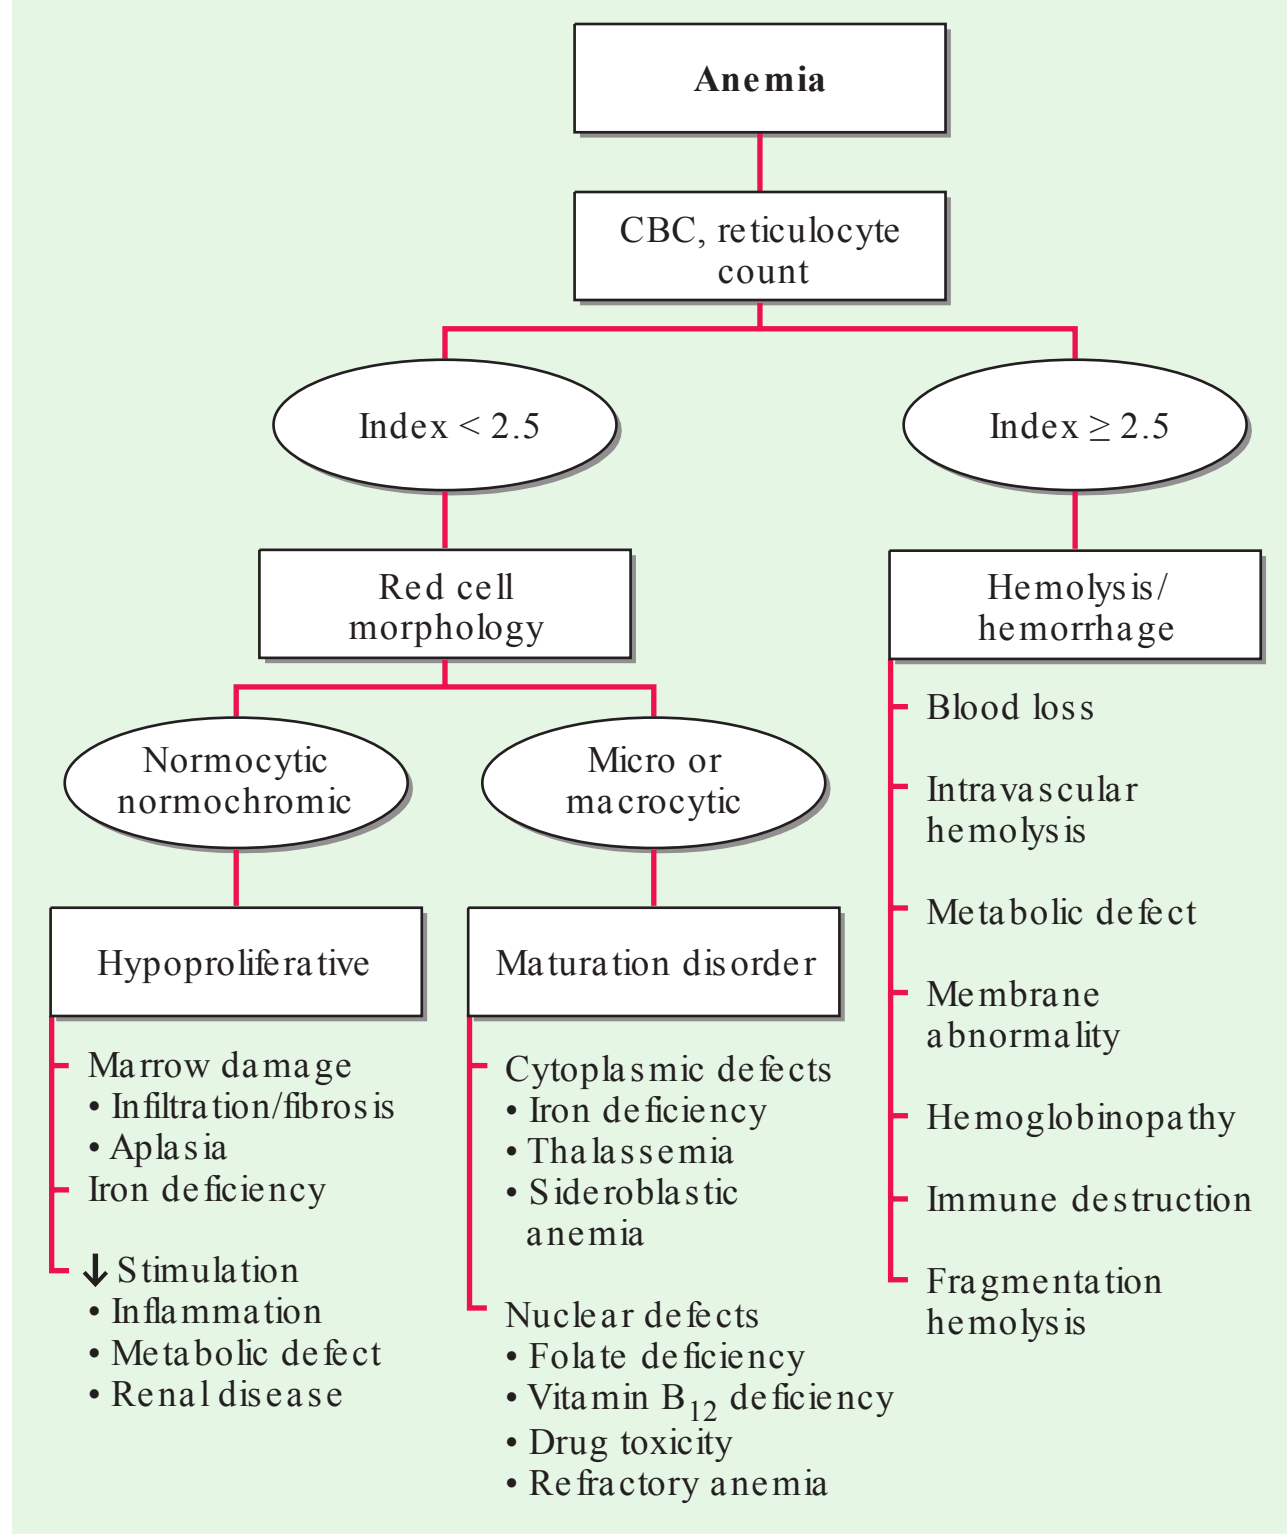 Anemia
CBC, reticulocyte
count
Index < 2.5
Index ≥ 2.5
Red cell
morphology
Hemolysis/
hemorrhage
Blood loss
Intravascular
hemolysis
Metabolic defect
Membrane
abnormality
Hemoglobinopathy
Immune destruction
Fragmentation
hemolysis
Normocytic
normochromic
Micro or
macrocytic
Hypoproliferative
Marrow damage
• Infiltration/fibrosis
• Aplasia
Iron deficiency
↓ Stimulation
• Inflammation
• Metabolic defect
• Renal disease
Maturation disorder
Cytoplasmic defects
• Iron deficiency
• Thalassemia
• Sideroblastic
anemia
Nuclear defects
• Folate deficiency
• Vitamin B12 deficiency
• Drug toxicity
• Refractory anemia